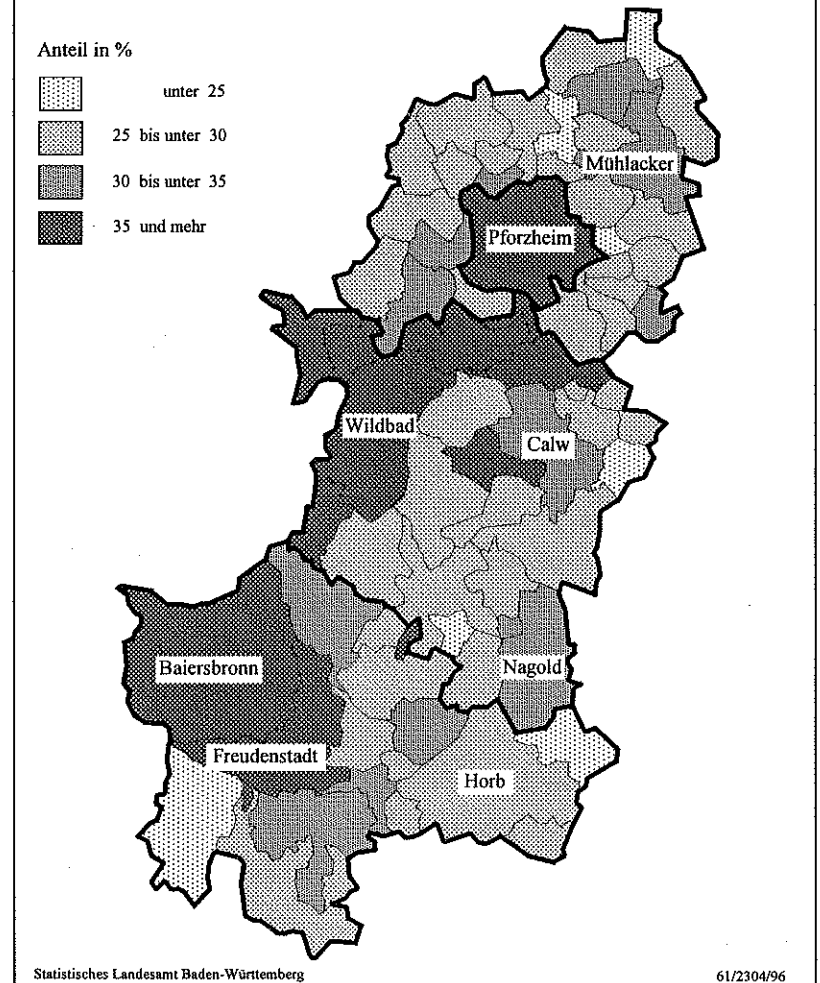 Anteil in %
unter 25
25 bis unter 30
30 bis unter 35
35 und mehr
Mühlacker
Pforzheim
Wildbad
Calw
Baiersbronn
Nagold
Freudenstadt
Horb
Statistisches Landesamt Baden-Württemberg
61/2304/96